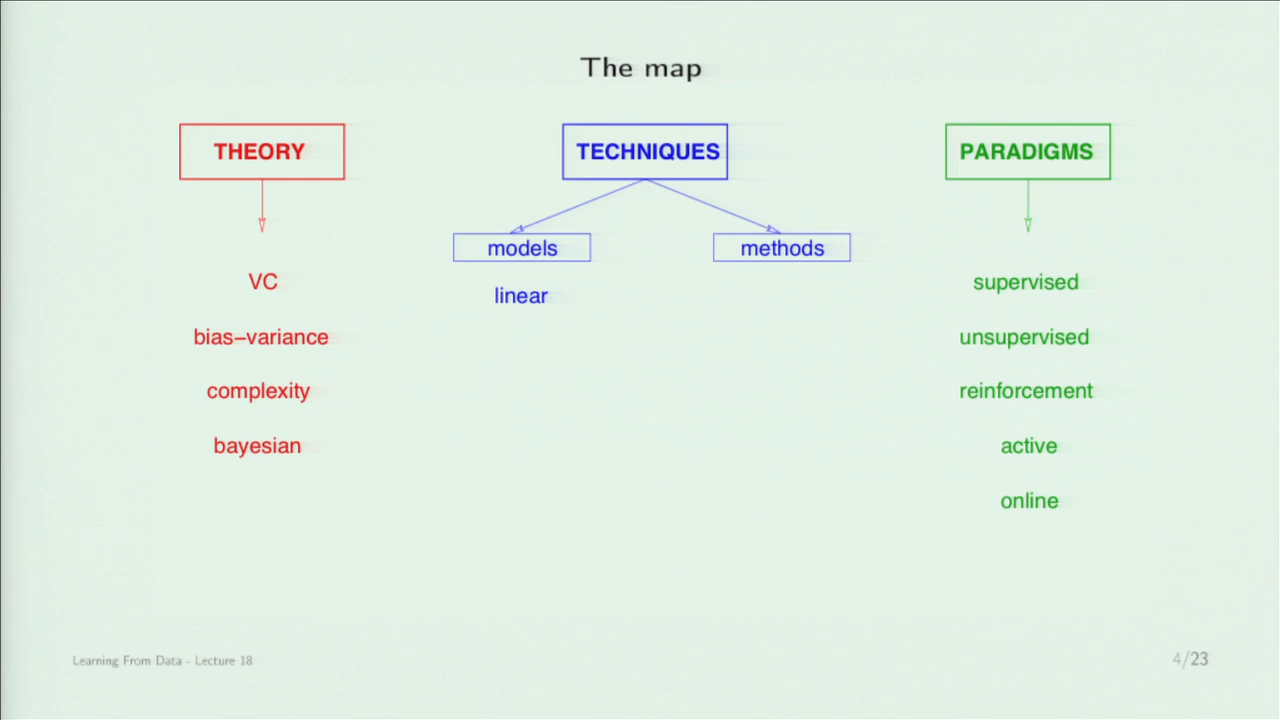 The map
THEORY
TECHNIQUES
PARADIGMS
models
methods
VC
linear
supervised
bias–variance
unsupervised
complexity
reinforcement
bayesian
active
online
Learning From Data - Lecture 18
4/23